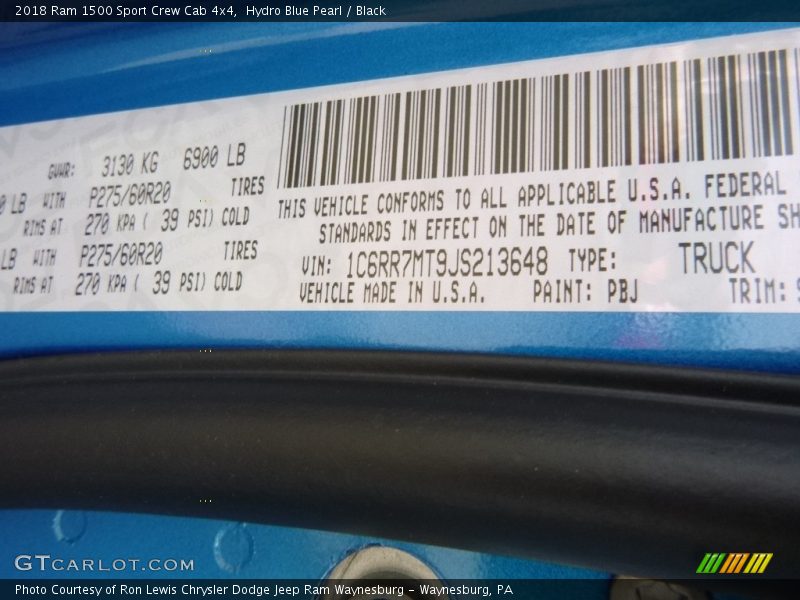 2018 Ram 1500 Sport Crew Cab 4x4, Hydro Blue Pearl / Black
GVWR: 3130 KG 6900 LB
0 LB WITH P275/60R20 TIRES
RIMS AT 270 KPA ( 39 PSI) COLD
LB WITH P275/60R20 TIRES
RIMS AT 270 KPA ( 39 PSI) COLD
THIS VEHICLE CONFORMS TO ALL APPLICABLE U.S.A. FEDERAL
STANDARDS IN EFFECT ON THE DATE OF MANUFACTURE SH
VIN: 1C6RR7MT9JS213648 TYPE: TRUCK
VEHICLE MADE IN U.S.A. PAINT: PBJ TRIM:
GTCARLOT.COM
Photo Courtesy of Ron Lewis Chrysler Dodge Jeep Ram Waynesburg – Waynesburg, PA